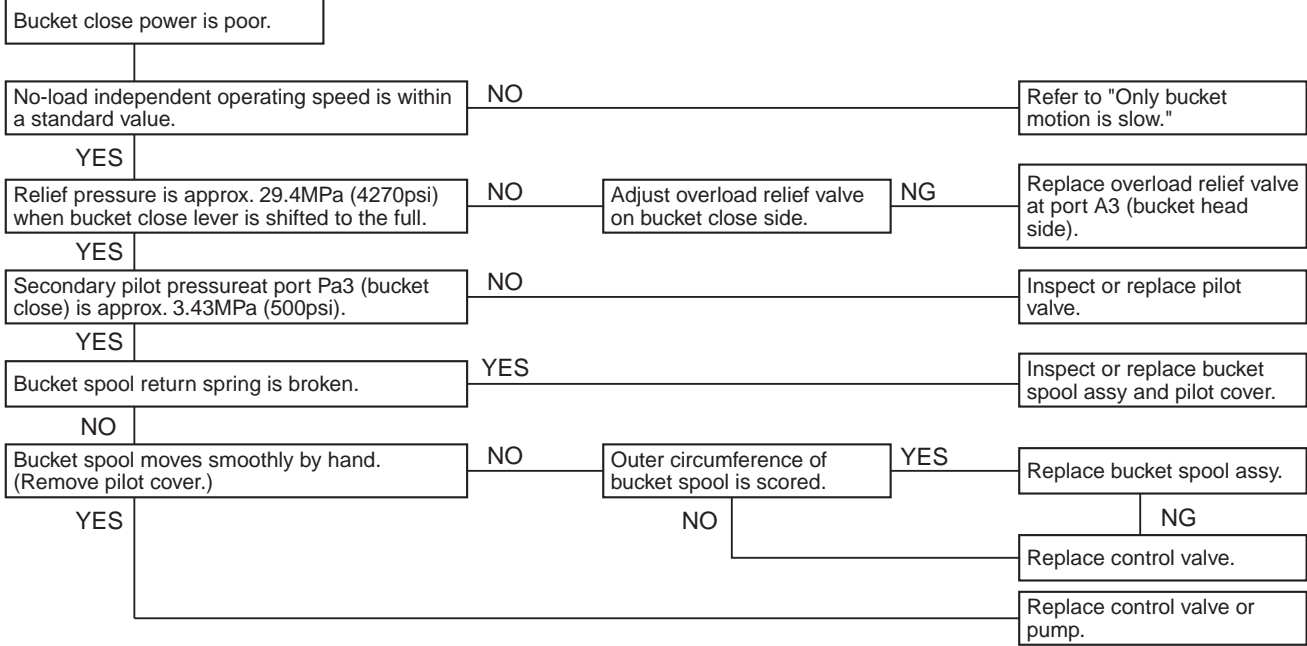 Bucket close power is poor.
No-load independent operating speed is within
a standard value.
NO
Refer to "Only bucket
motion is slow."
YES
Relief pressure is approx. 29.4MPa (4270psi)
when bucket close lever is shifted to the full.
NO
Adjust overload relief valve
on bucket close side.
NG
Replace overload relief valve
at port A3 (bucket head
side).
YES
Secondary pilot pressureat port Pa3 (bucket
close) is approx. 3.43MPa (500psi).
NO
Inspect or replace pilot
valve.
YES
Bucket spool return spring is broken.
YES
Inspect or replace bucket
spool assy and pilot cover.
NO
Bucket spool moves smoothly by hand.
(Remove pilot cover.)
NO
Outer circumference of
bucket spool is scored.
YES
Replace bucket spool assy.
YES
NO
NG
Replace control valve.
Replace control valve or
pump.